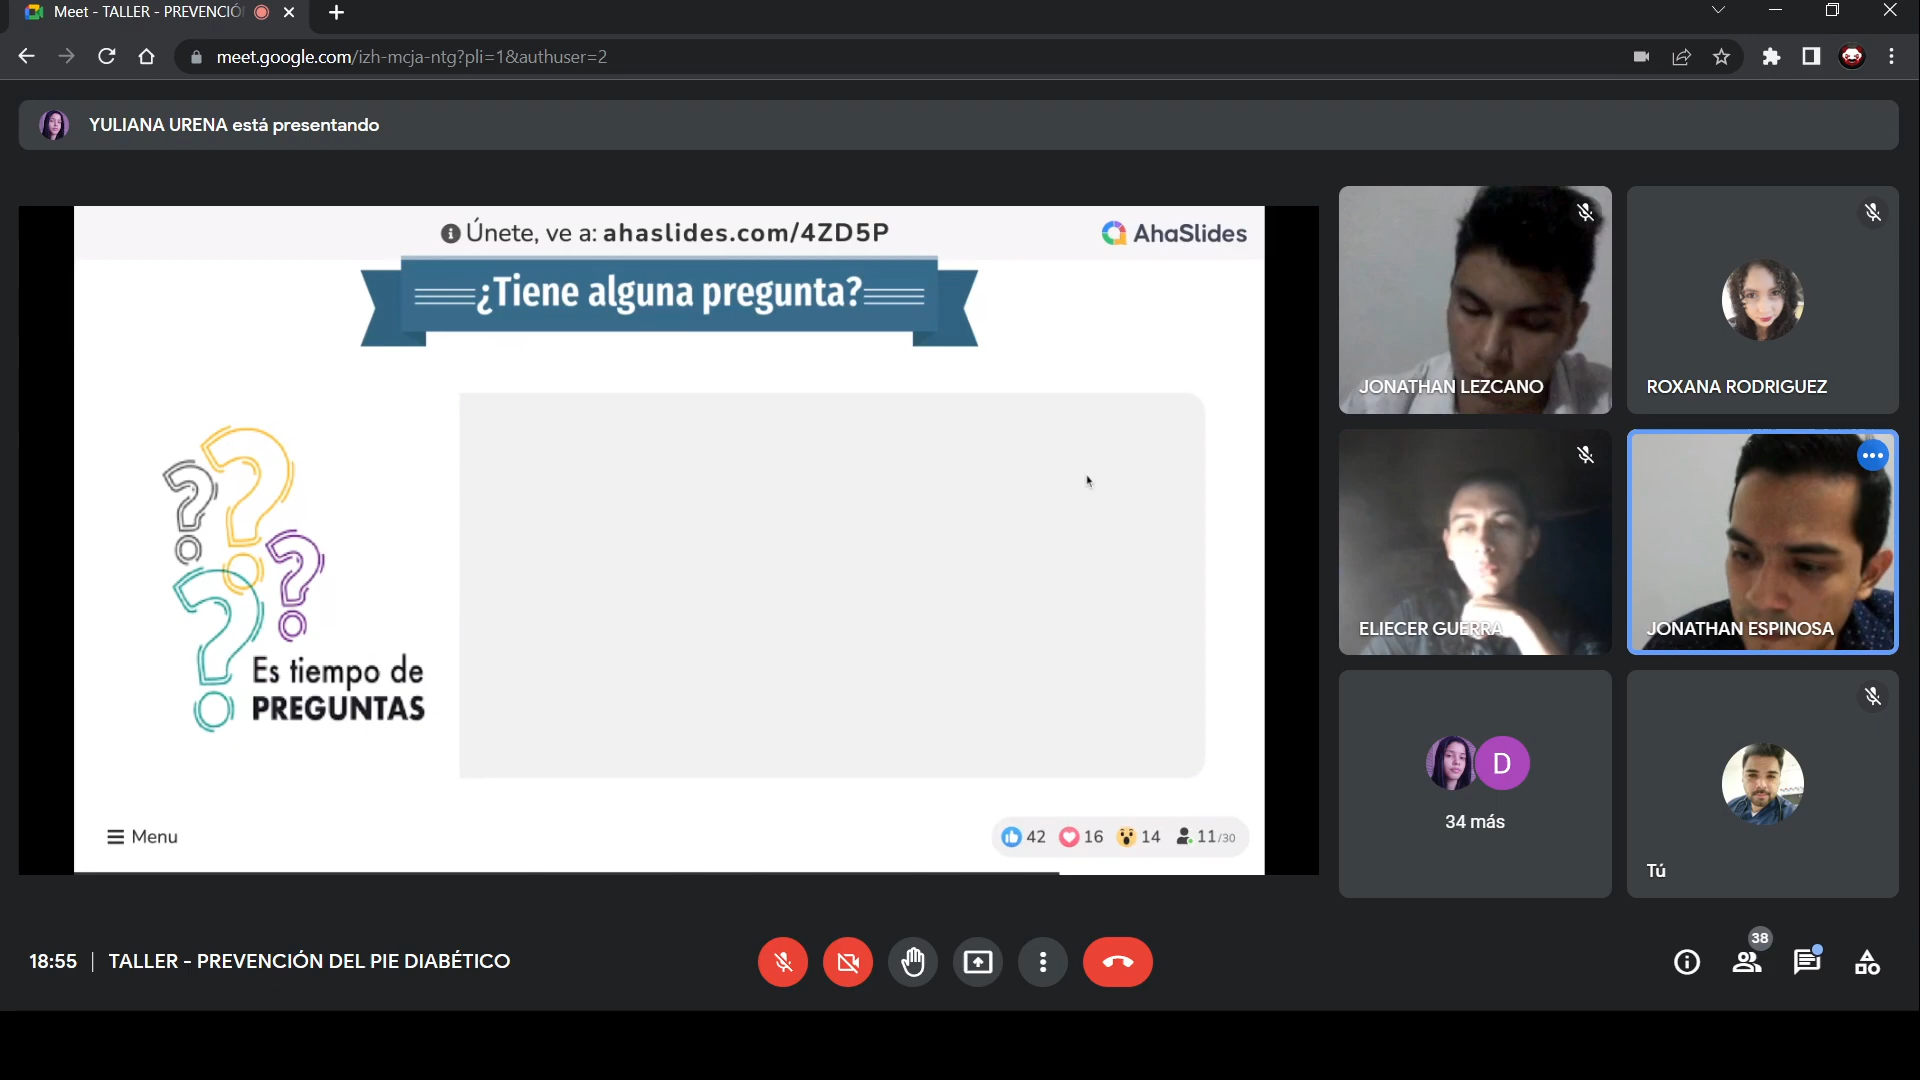 Meet - TALLER - PREVENCIÓ
meet.google.com/izh-mcja-ntg?pli=1&authuser=2
YULIANA URENA está presentando
Únete, ve a: ahaslides.com/4ZD5P
AhaSlides
¿Tiene alguna pregunta?
Es tiempo de
PREGUNTAS
Menu
42 16 14 11/30
JONATHAN LEZCANO
ROXANA RODRIGUEZ
ELIECER GUERRA
JONATHAN ESPINOSA
D
34 más
Tú
18:55 | TALLER - PREVENCIÓN DEL PIE DIABÉTICO
38